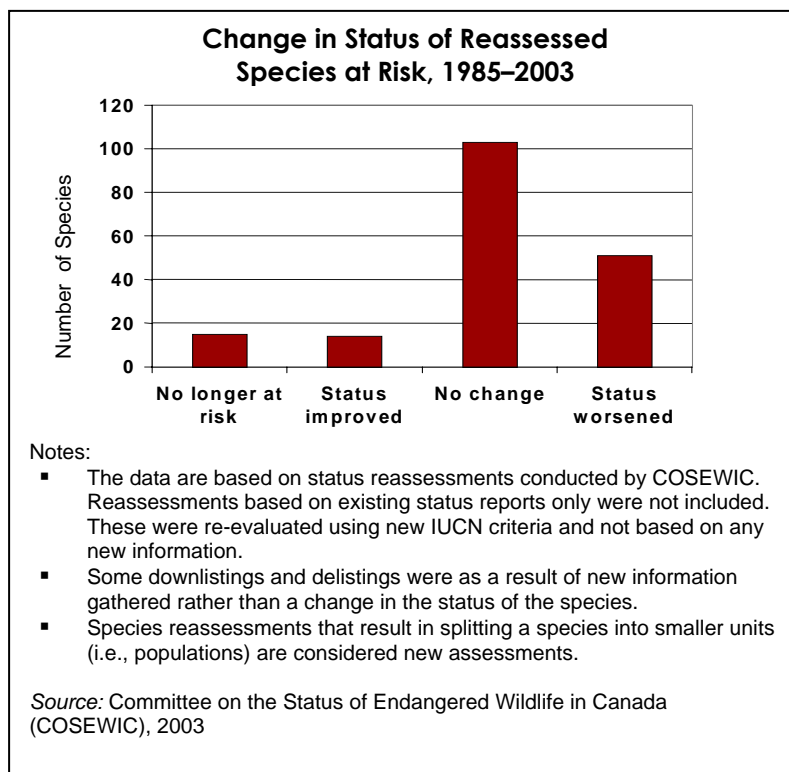 Change in Status of Reassessed
Species at Risk, 1985–2003
Number of Species
120
100
80
60
40
20
0
No longer at
risk
Status
improved
No change
Status
worsened
Notes:
▪ The data are based on status reassessments conducted by COSEWIC.
Reassessments based on existing status reports only were not included.
These were re-evaluated using new IUCN criteria and not based on any
new information.
▪ Some downlistings and delistings were as a result of new information
gathered rather than a change in the status of the species.
▪ Species reassessments that result in splitting a species into smaller units
(i.e., populations) are considered new assessments.
Source: Committee on the Status of Endangered Wildlife in Canada
(COSEWIC), 2003